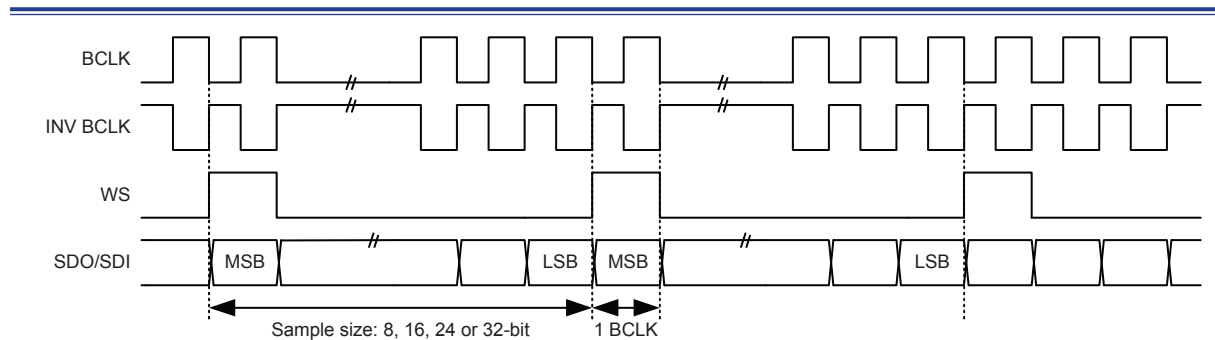 BCLK
INV BCLK
WS
SDO/SDI
MSB
LSB
MSB
LSB
Sample size: 8, 16, 24 or 32-bit
1 BCLK